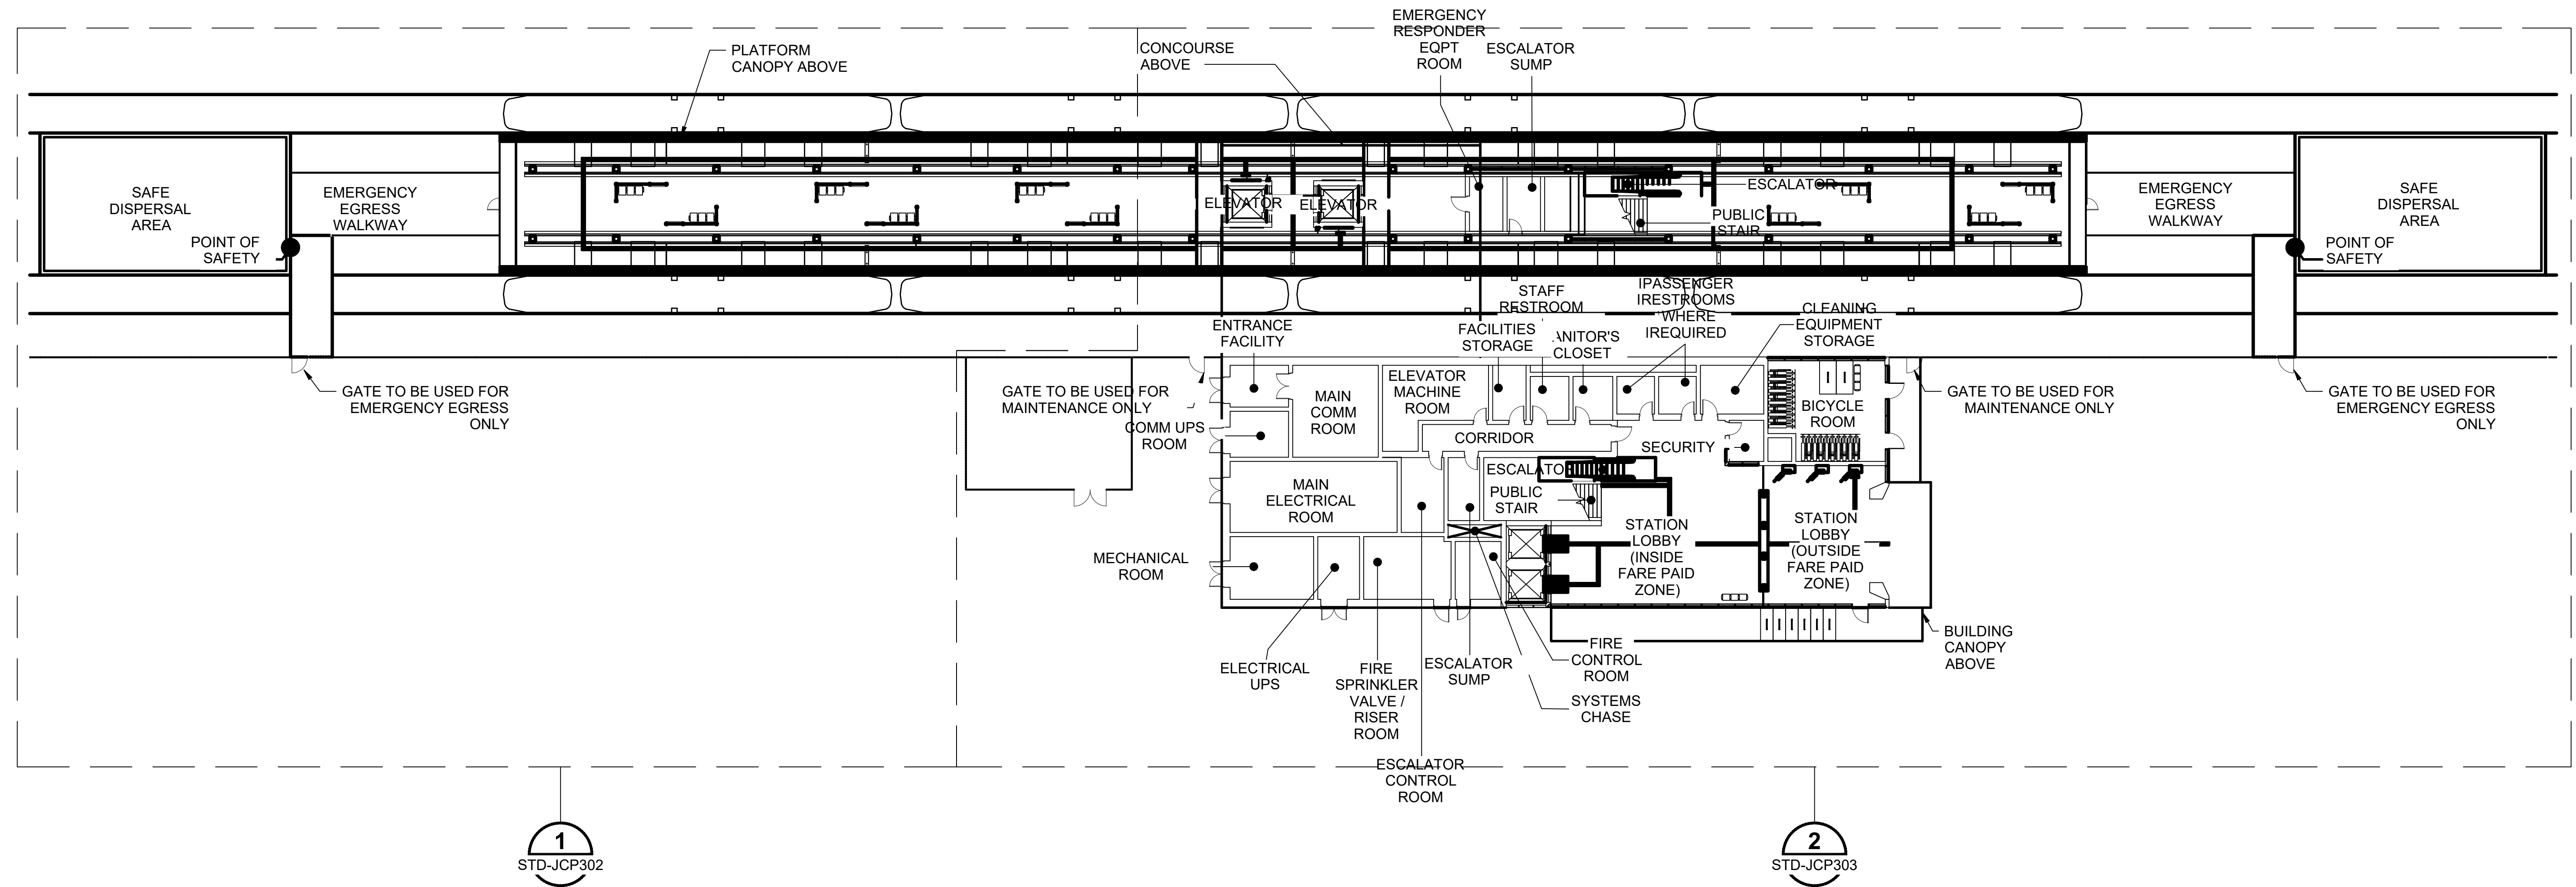 EMERGENCY
RESPONDER
EQPT
ROOM
ESCALATOR
SUMP
PLATFORM
CANOPY ABOVE
CONCOURSE
ABOVE
SAFE
DISPERSAL
AREA
POINT OF
SAFETY
EMERGENCY
EGRESS
WALKWAY
ELEVATOR
ELEVATOR
ESCALATOR
PUBLIC
STAIR
EMERGENCY
EGRESS
WALKWAY
SAFE
DISPERSAL
AREA
POINT OF
SAFETY
STAFF
RESTROOM
IPASSENGER
IRESTROOMS
WHERE
IREQUIRED
CLEANING
EQUIPMENT
STORAGE
ENTRANCE
FACILITY
FACILITIES
STORAGE
ANITOR'S
CLOSET
GATE TO BE USED FOR
EMERGENCY EGRESS
ONLY
GATE TO BE USED FOR
MAINTENANCE ONLY
COMM UPS
ROOM
MAIN
COMM
ROOM
ELEVATOR
MACHINE
ROOM
CORRIDOR
SECURITY
BICYCLE
ROOM
GATE TO BE USED FOR
MAINTENANCE ONLY
GATE TO BE USED FOR
EMERGENCY EGRESS
ONLY
MAIN
ELECTRICAL
ROOM
ESCALATO
PUBLIC
STAIR
STATION
LOBBY
(INSIDE
FARE PAID
ZONE)
STATION
LOBBY
(OUTSIDE
FARE PAID
ZONE)
MECHANICAL
ROOM
ELECTRICAL
UPS
FIRE
SPRINKLER
VALVE /
RISER
ROOM
ESCALATOR
SUMP
FIRE
CONTROL
ROOM
SYSTEMS
CHASE
BUILDING
CANOPY
ABOVE
ESCALATOR
CONTROL
ROOM
1
STD-JCP302
2
STD-JCP303